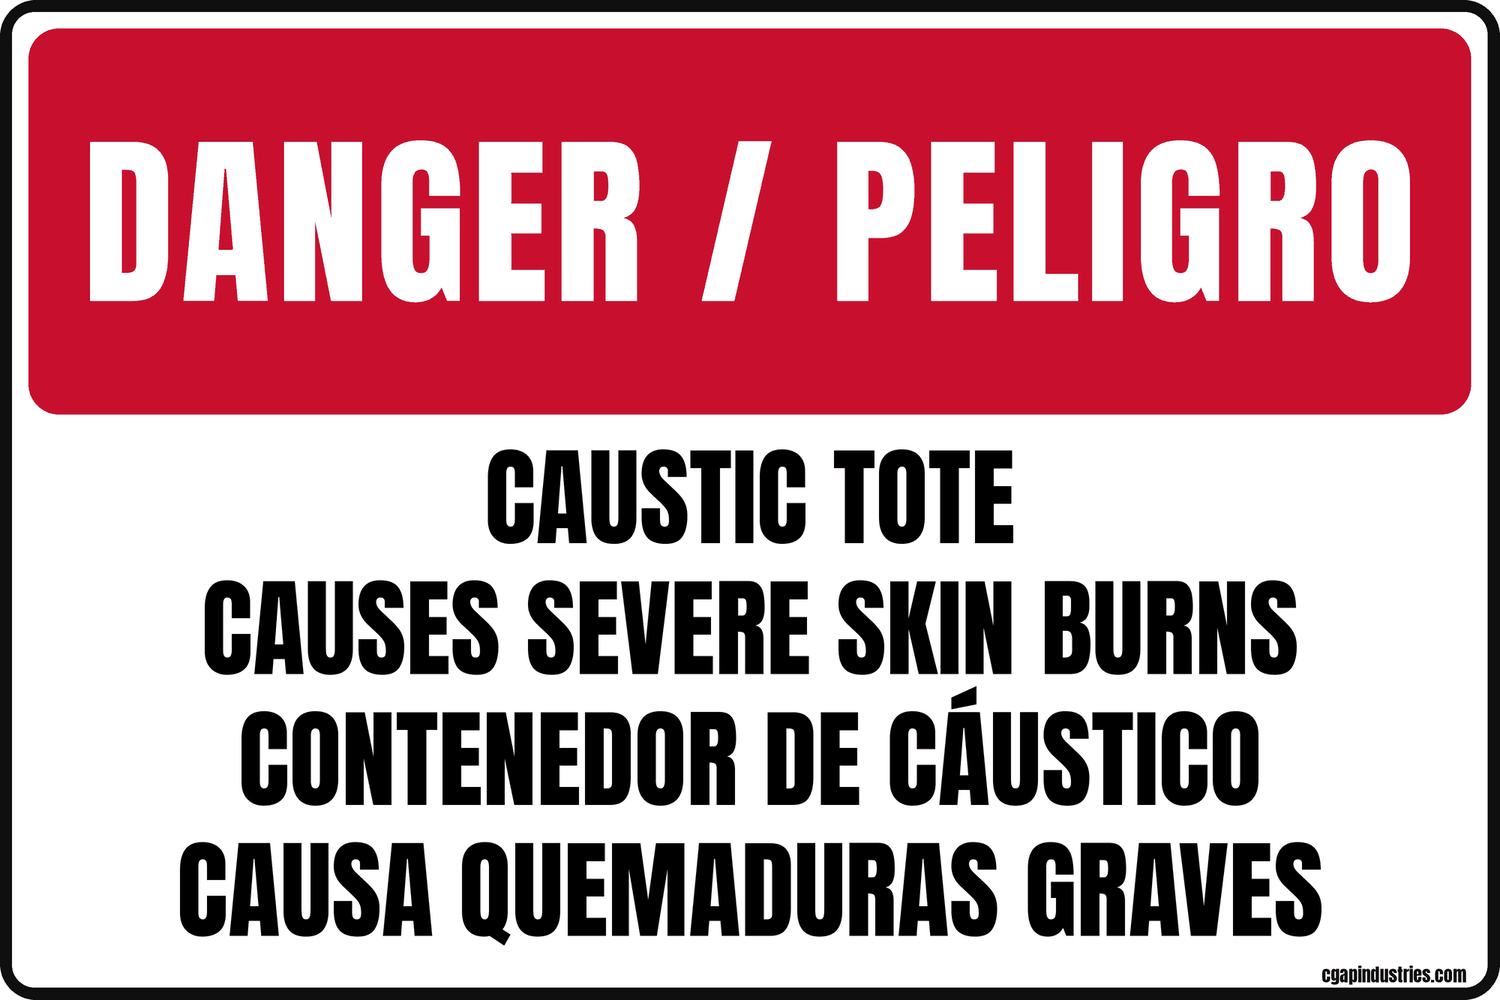 DANGER / PELIGRO
CAUSTIC TOTE
CAUSES SEVERE SKIN BURNS
CONTENEDOR DE CÁUSTICO
CAUSA QUEMADURAS GRAVES
cgapindustries.com